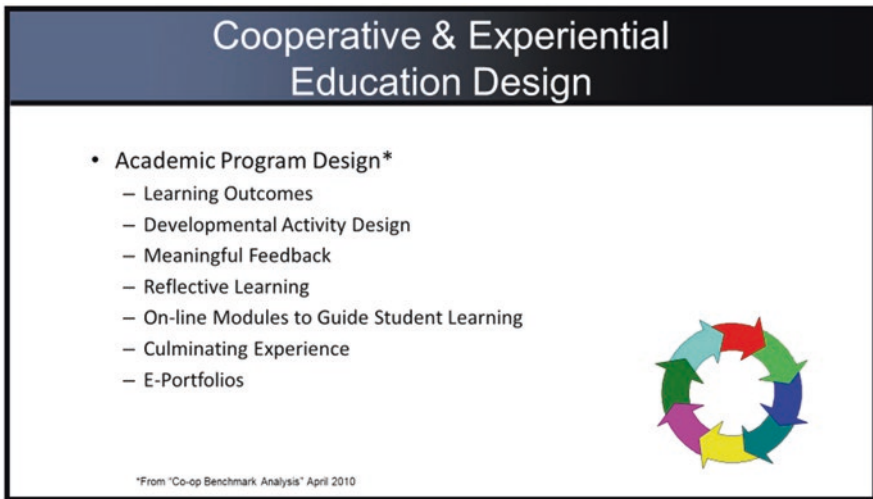 Cooperative & Experiential
Education Design
• Academic Program Design*
– Learning Outcomes
– Developmental Activity Design
– Meaningful Feedback
– Reflective Learning
– On-line Modules to Guide Student Learning
– Culminating Experience
– E-Portfolios
*From "Co-op Benchmark Analysis" April 2010